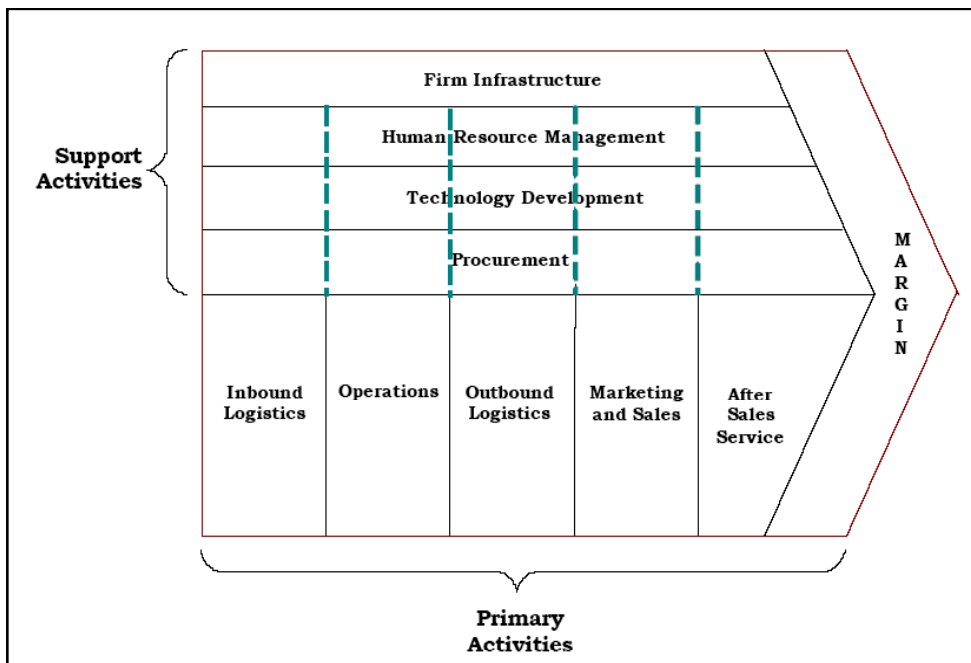 Firm Infrastructure
Human Resource Management
Technology Development
Procurement
Support
Activities
Inbound
Logistics
Operations
Outbound
Logistics
Marketing
and Sales
After
Sales
Service
M
A
R
G
I
N
Primary
Activities